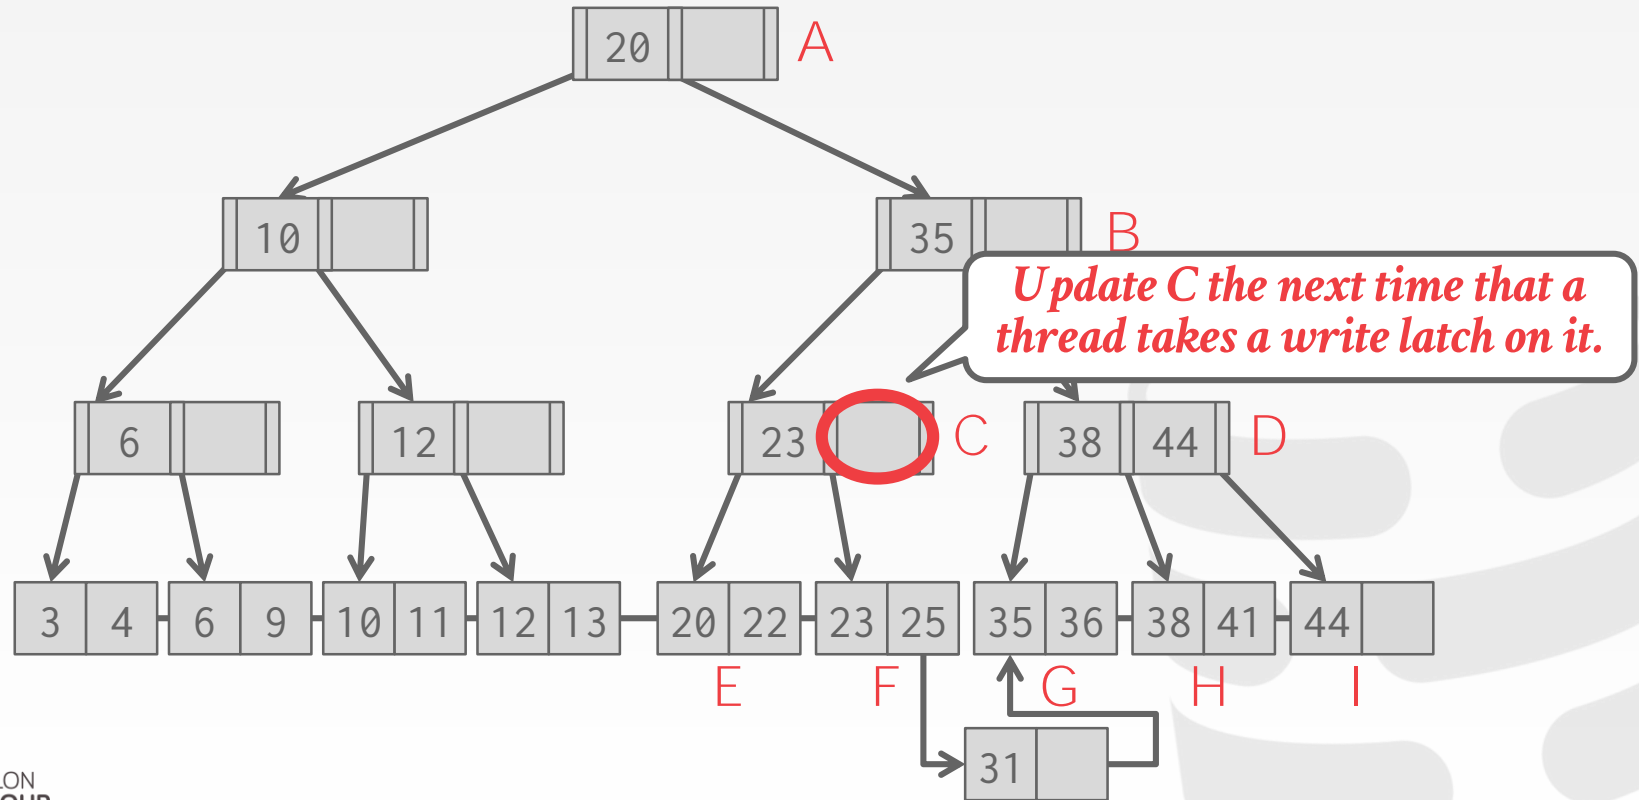 20 A
10
35 B
Update C the next time that a
thread takes a write latch on it.
6
12
23 C
38 44 D
3 4 6 9 10 11 12 13 20 22 23 25 35 36 38 41 44
E F G H I
31